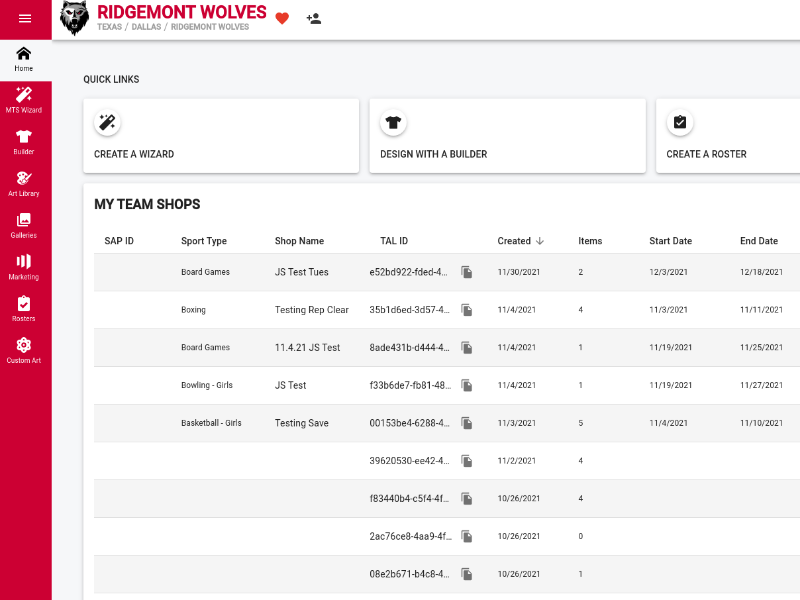 RIDGEMONT WOLVES
TEXAS / DALLAS / RIDGEMONT WOLVES
Home
MTS Wizard
Builder
Art Library
Galleries
Marketing
Rosters
Custom Art
QUICK LINKS
CREATE A WIZARD
DESIGN WITH A BUILDER
CREATE A ROSTER
MY TEAM SHOPS
SAP ID Sport Type Shop Name TAL ID Created Items Start Date End Date
Board Games JS Test Tues e52bd922-fded-4... 11/30/2021 2 12/3/2021 12/18/2021
Boxing Testing Rep Clear 35b1d6ed-3d57-4... 11/4/2021 4 11/3/2021 11/11/2021
Board Games 11.4.21 JS Test 8ade431b-d444-4... 11/4/2021 1 11/19/2021 11/25/2021
Bowling - Girls JS Test f33b6de7-fb81-48... 11/4/2021 1 11/19/2021 11/27/2021
Basketball - Girls Testing Save 00153be4-6288-4... 11/3/2021 5 11/4/2021 11/10/2021
39620530-ee42-4... 11/2/2021 4
f83440b4-c5f4-4f... 10/26/2021 4
2ac76ce8-4aa9-4f... 10/26/2021 0
08e2b671-b4c8-4... 10/26/2021 1